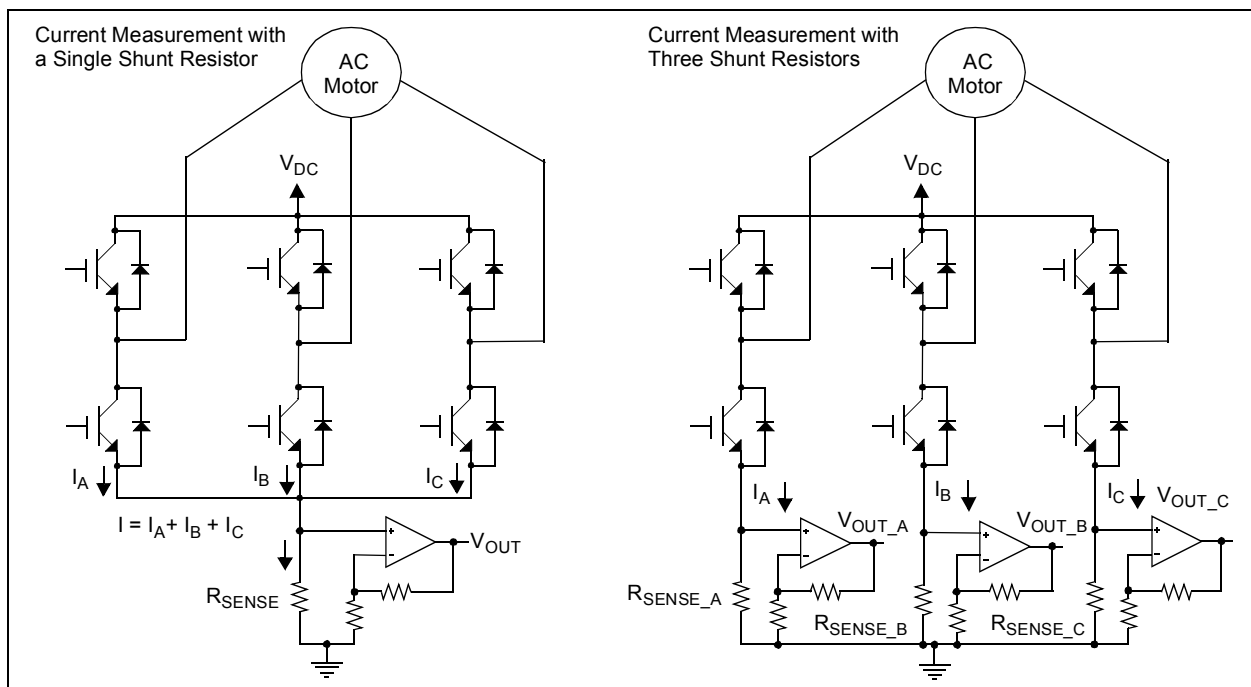 Current Measurement with
a Single Shunt Resistor
AC
Motor
V_DC
I_A
I_B
I_C
I = I_A + I_B + I_C
+
-
V_OUT
R_SENSE
Current Measurement with
Three Shunt Resistors
AC
Motor
V_DC
I_A
I_B
I_C
V_OUT_A
V_OUT_B
V_OUT_C
+
-
+
-
+
-
R_SENSE_A
R_SENSE_B
R_SENSE_C